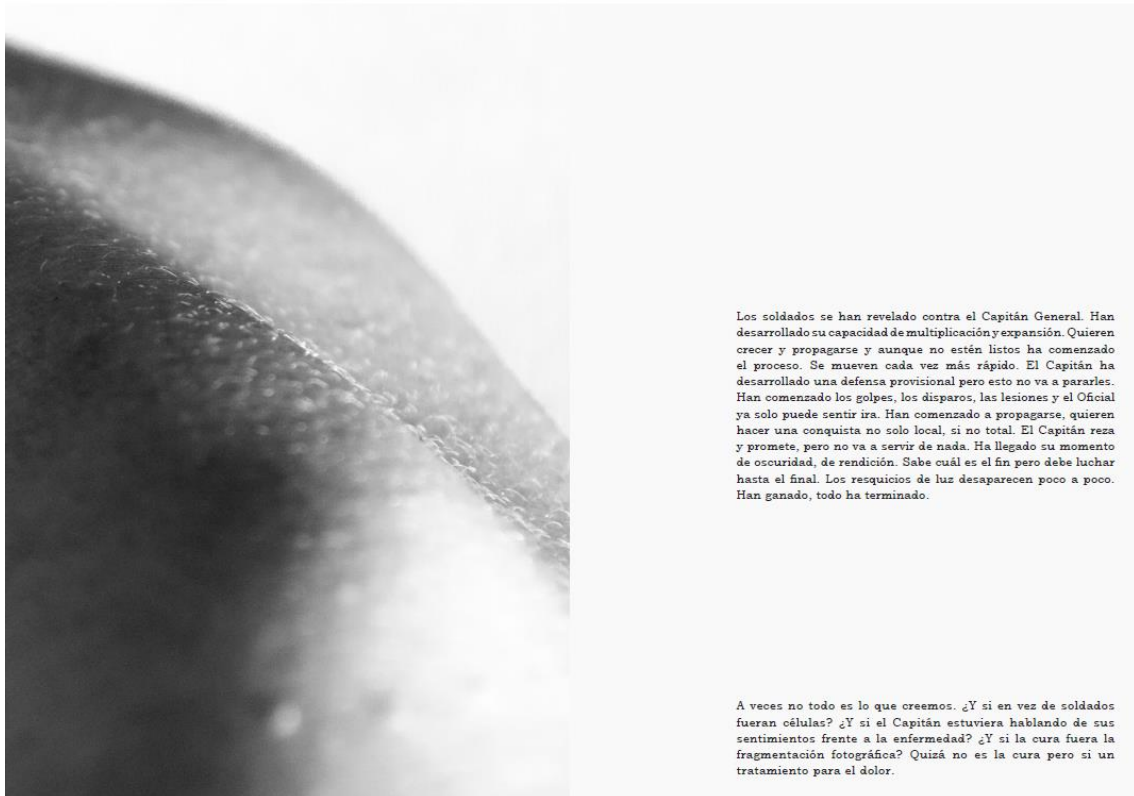 Los soldados se han revelado contra el Capitán General. Han
desarrollado su capacidad de multiplicación y expansión. Quieren
crecer y propagarse y aunque no estén listos ha comenzado
el proceso. Se mueven cada vez más rápido. El Capitán ha
desarrollado una defensa provisional pero esto no va a pararles.
Han comenzado los golpes, los disparos, las lesiones y el Oficial
ya solo puede sentir ira. Han comenzado a propagarse, quieren
hacer una conquista no solo local, si no total. El Capitán reza
y promete, pero no va a servir de nada. Ha llegado su momento
de oscuridad, de rendición. Sabe cuál es el fin pero debe luchar
hasta el final. Los resquicios de luz desaparecen poco a poco.
Han ganado, todo ha terminado.
A veces no todo es lo que creemos. ¿Y si en vez de soldados
fueran células? ¿Y si el Capitán estuviera hablando de sus
sentimientos frente a la enfermedad? ¿Y si la cura fuera la
fragmentación fotográfica? Quizá no es la cura pero si un
tratamiento para el dolor.